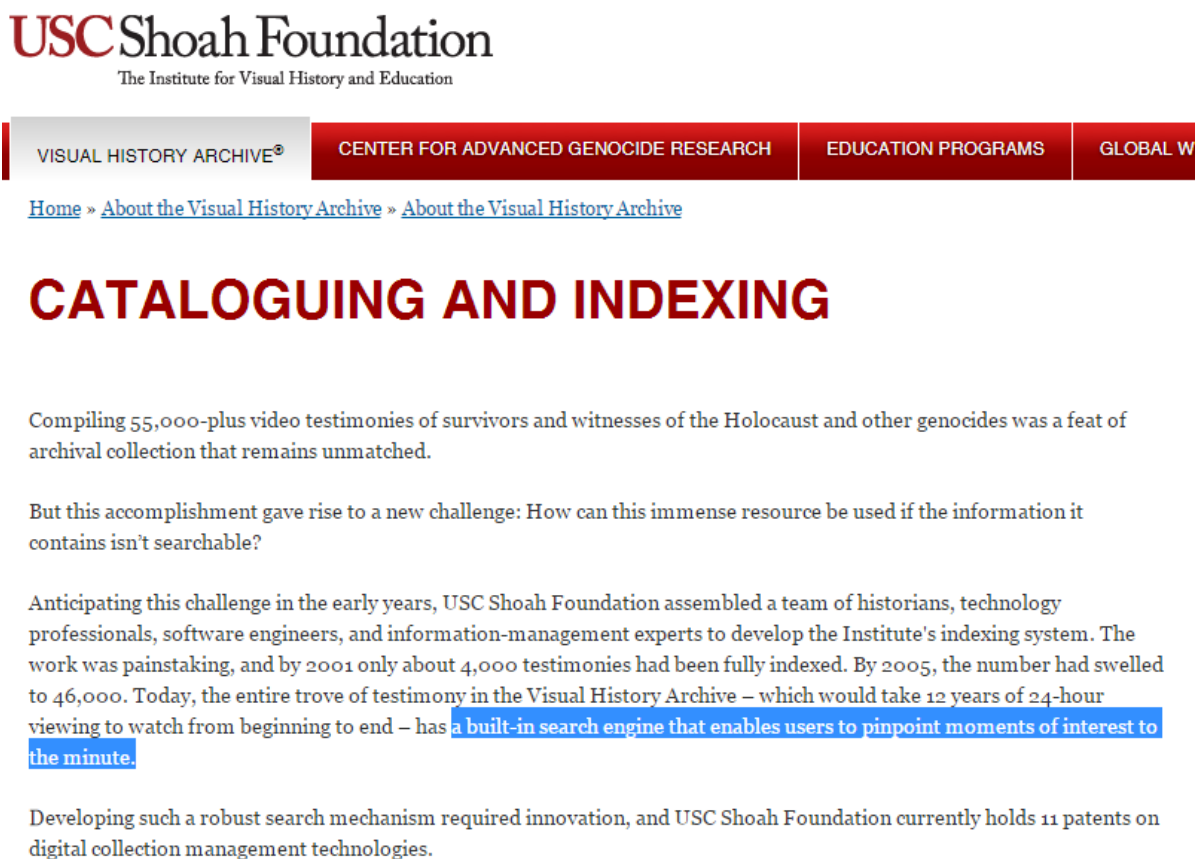 USC Shoah Foundation
The Institute for Visual History and Education
VISUAL HISTORY ARCHIVE®
CENTER FOR ADVANCED GENOCIDE RESEARCH
EDUCATION PROGRAMS
GLOBAL W
Home » About the Visual History Archive » About the Visual History Archive
CATALOGUING AND INDEXING
Compiling 55,000-plus video testimonies of survivors and witnesses of the Holocaust and other genocides was a feat of
archival collection that remains unmatched.
But this accomplishment gave rise to a new challenge: How can this immense resource be used if the information it
contains isn’t searchable?
Anticipating this challenge in the early years, USC Shoah Foundation assembled a team of historians, technology
professionals, software engineers, and information-management experts to develop the Institute's indexing system. The
work was painstaking, and by 2001 only about 4,000 testimonies had been fully indexed. By 2005, the number had swelled
to 46,000. Today, the entire trove of testimony in the Visual History Archive – which would take 12 years of 24-hour
viewing to watch from beginning to end – has a built-in search engine that enables users to pinpoint moments of interest to
the minute.
Developing such a robust search mechanism required innovation, and USC Shoah Foundation currently holds 11 patents on
digital collection management technologies.